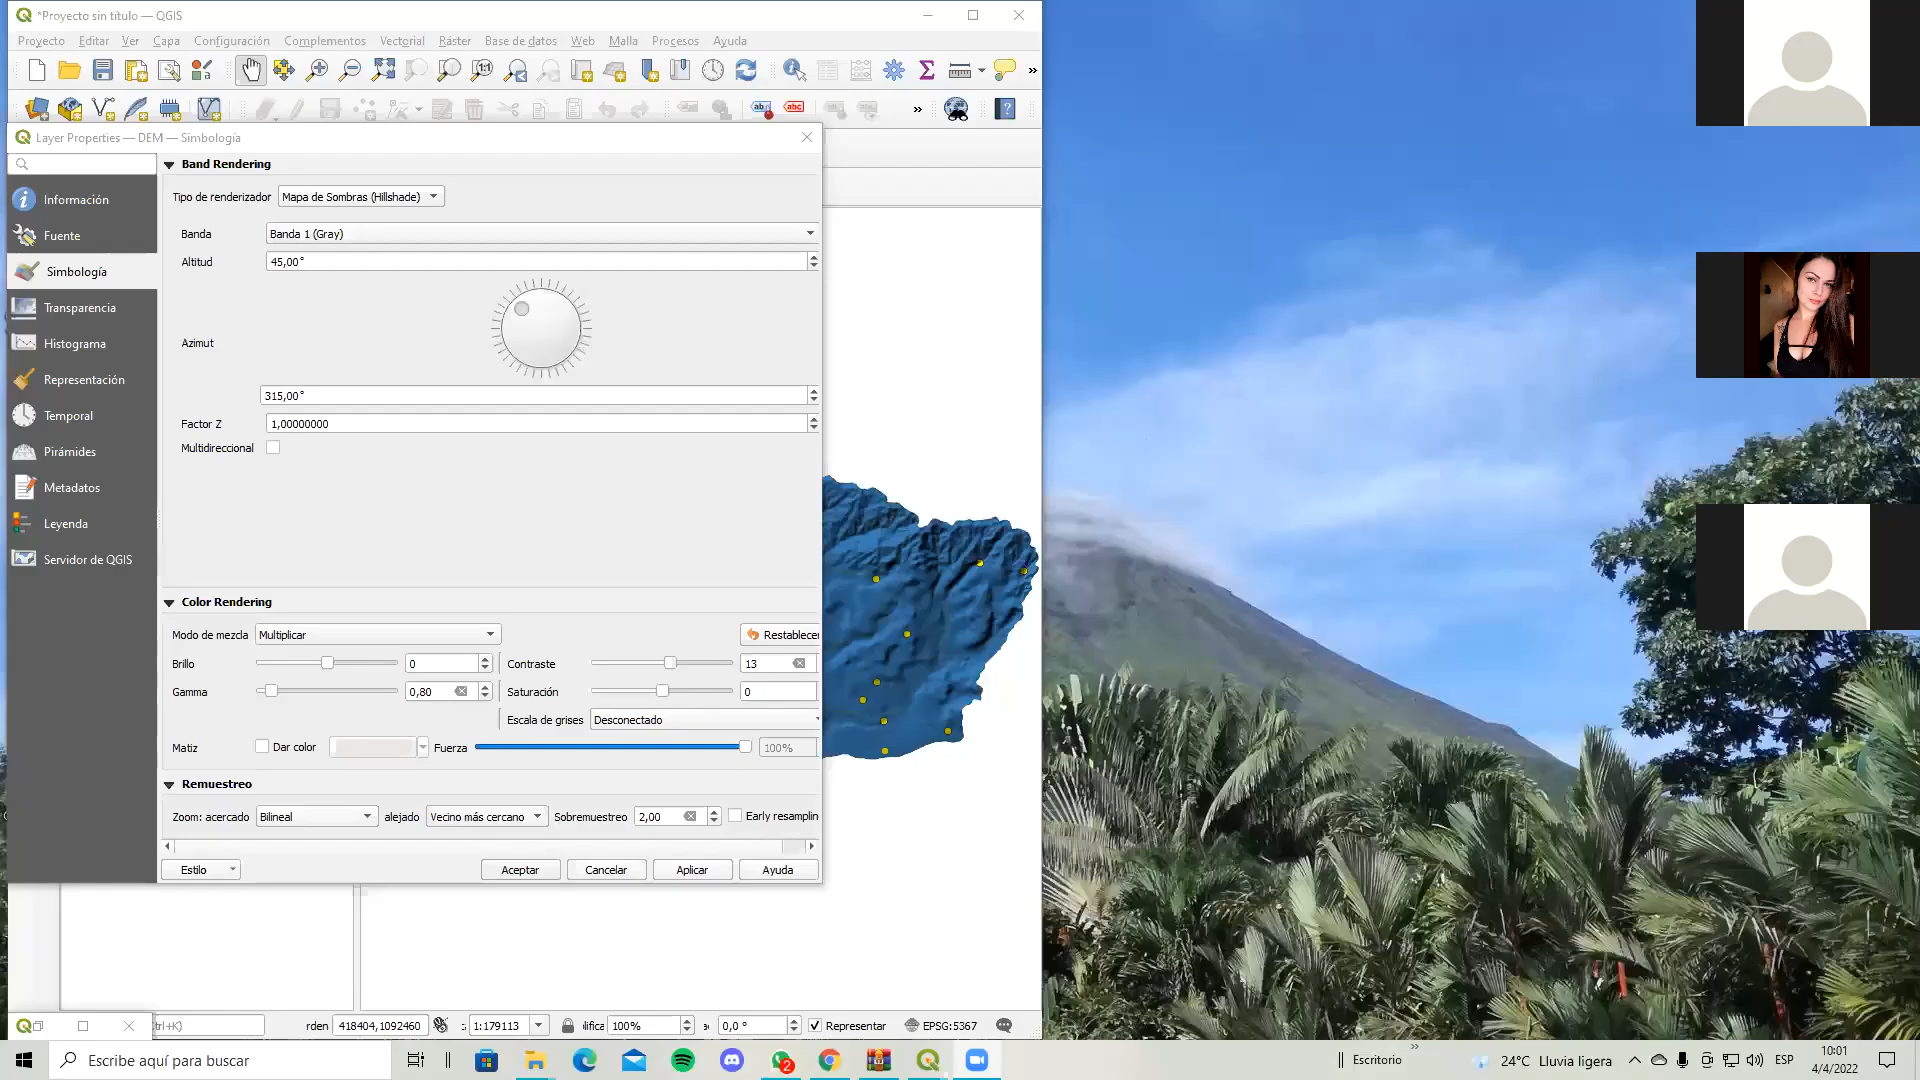 *Proyecto sin título — QGIS
Proyecto Editar Ver Capa Configuración Complementos Vectorial Ráster Base de datos Web Malla Procesos Ayuda
Layer Properties — DEM — Simbología
Band Rendering
Tipo de renderizador Mapa de Sombras (Hillshade)
Información
Banda Banda 1 (Gray)
Fuente
Altitud 45,00°
Simbología
Transparencia
Azimut
Histograma
Representación
315,00°
Temporal
Factor Z 1,00000000
Multidireccional
Pirámides
Metadatos
Leyenda
Servidor de QGIS
Color Rendering
Modo de mezcla Multiplicar Restablecer
Brillo 0 Contraste 13
Gamma 0,80 Saturación 0
Escala de grises Desconectado
Matiz Dar color Fuerza 100%
Remuestreo
Zoom: acercado Bilineal alejado Vecino más cercano Sobremuestreo 2,00 Early resamplin
Estilo Aceptar Cancelar Aplicar Ayuda
trl+K) rden 418404,1092460 1:179113 lifica 100% 0,0 ° Representar EPSG:5367
Escribe aquí para buscar
2
Escritorio
24°C Lluvia ligera
ESP
10:01
4/4/2022